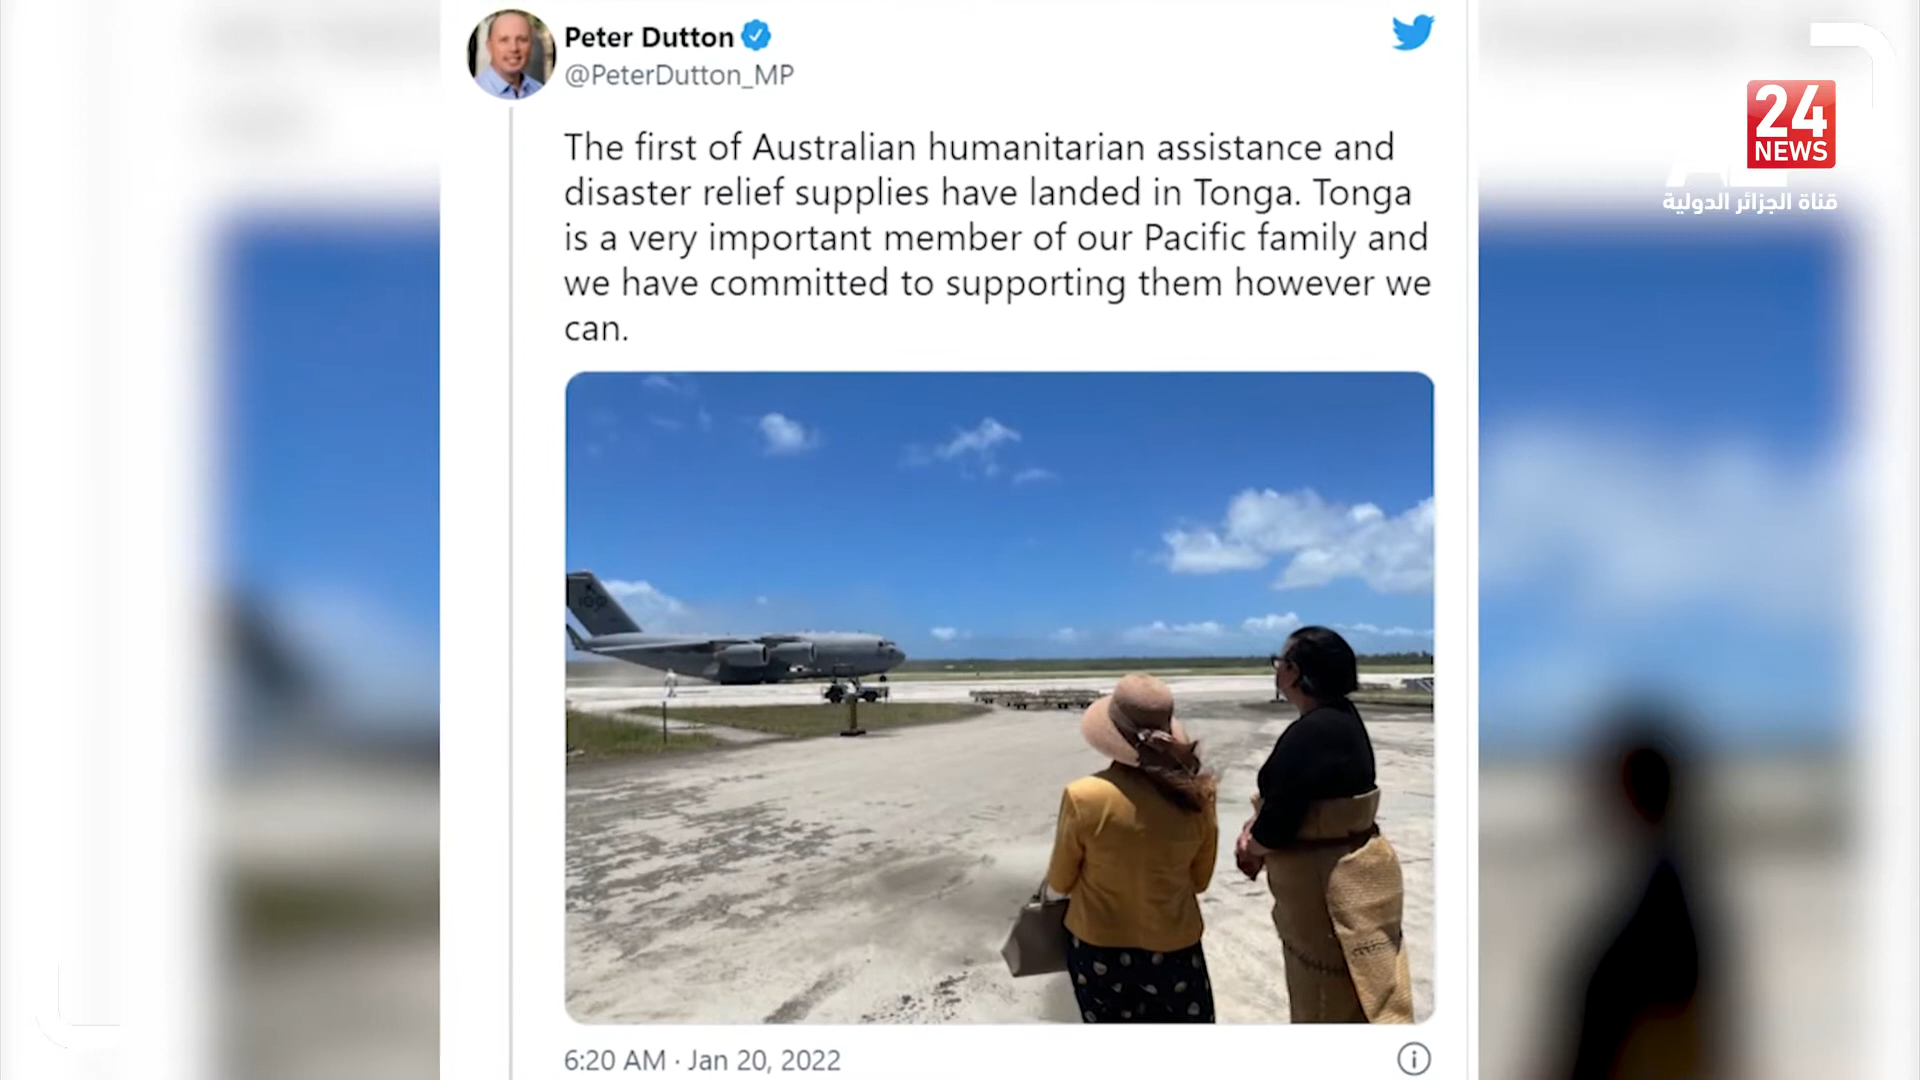 Peter Dutton
@PeterDutton_MP
The first of Australian humanitarian assistance and
disaster relief supplies have landed in Tonga. Tonga
is a very important member of our Pacific family and
we have committed to supporting them however we
can.
6:20 AM · Jan 20, 2022
24
NEWS
قناة الجزائر الدولية
100